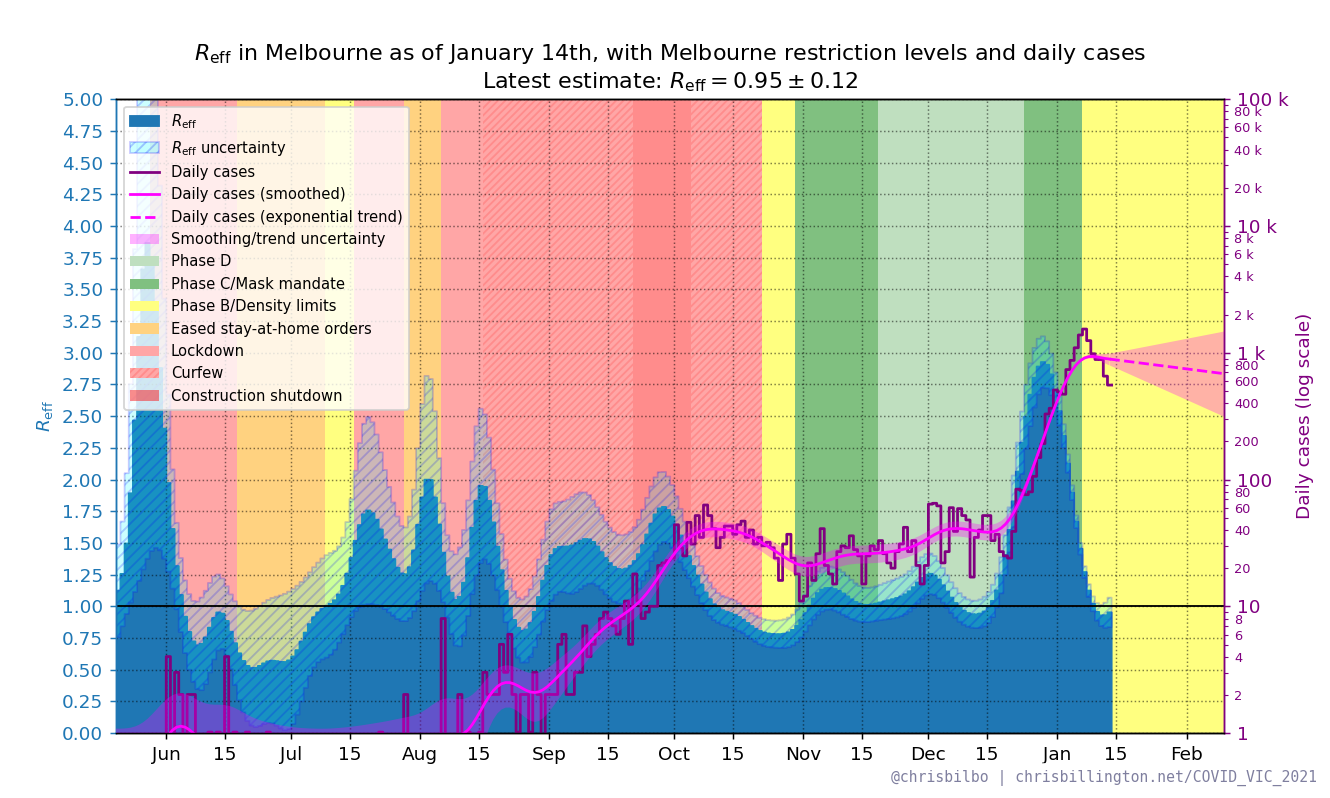 R_eff in Melbourne as of January 14th, with Melbourne restriction levels and daily cases
Latest estimate: R_eff = 0.95 ± 0.12
5.00
4.75
4.50
4.25
4.00
3.75
3.50
3.25
3.00
2.75
2.50
2.25
2.00
1.75
1.50
1.25
1.00
0.75
0.50
0.25
0.00
R_eff
R_eff
R_eff uncertainty
Daily cases
Daily cases (smoothed)
Daily cases (exponential trend)
Smoothing/trend uncertainty
Phase D
Phase C/Mask mandate
Phase B/Density limits
Eased stay-at-home orders
Lockdown
Curfew
Construction shutdown
100 k
80 k
60 k
40 k
20 k
10 k
8 k
6 k
4 k
2 k
1 k
800
600
400
200
100
80
60
40
20
10
8
6
4
2
1
Daily cases (log scale)
Jun 15 Jul 15 Aug 15 Sep 15 Oct 15 Nov 15 Dec 15 Jan 15 Feb
@chrisbilbo | chrisbillington.net/COVID_VIC_2021